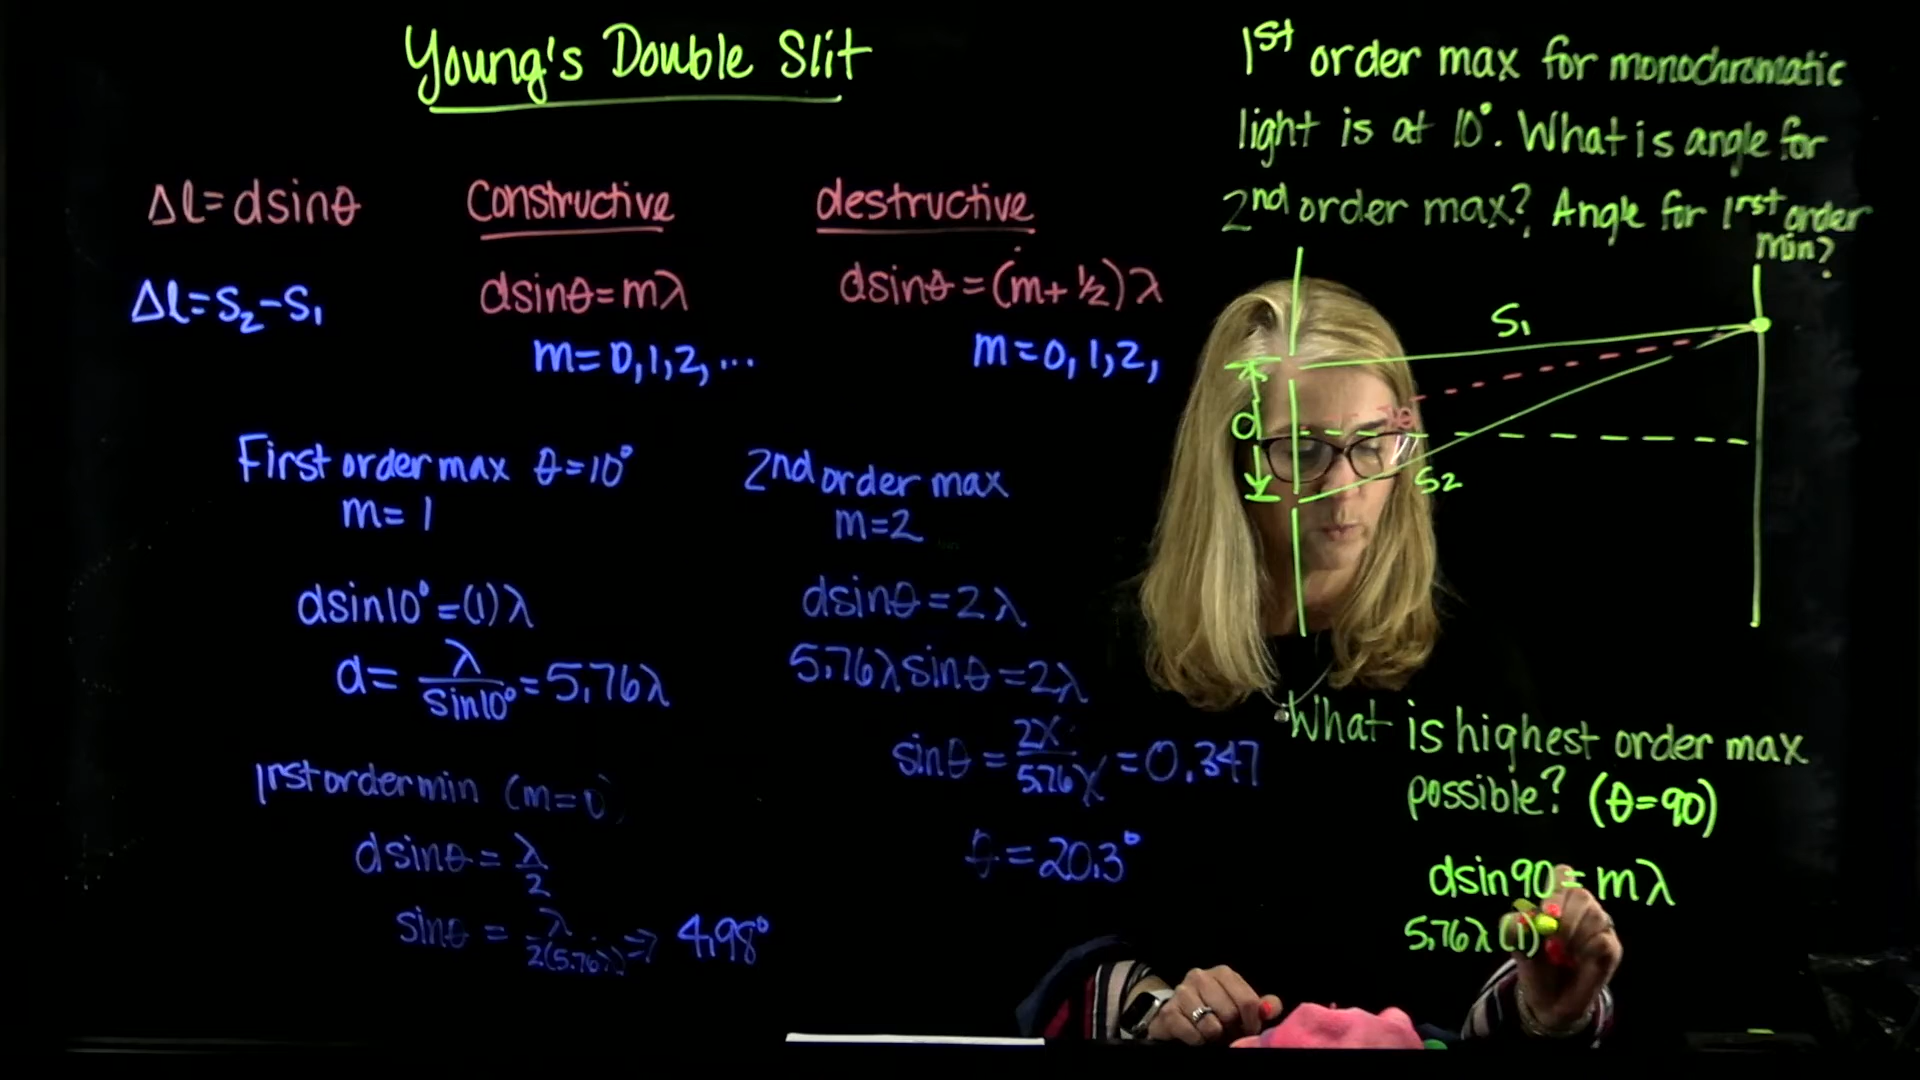 Young's Double Slit
Δl = dsinθ
Δl = S₂-S₁
Constructive
dsinθ = mλ
m = 0, 1, 2, ...
destructive
dsinθ = (m + ½) λ
m = 0, 1, 2,
1st order max for monochromatic
light is at 10°. What is angle for
2nd order max? Angle for 1rst order
min?
S₁
d
θ
S₂
First order max θ = 10°
m = 1
dsin10° = (1) λ
d = λ/sin10° = 5.76λ
1rst order min (m=0)
dsinθ = λ/2
sinθ = λ/2(5.76λ) ⇒ 4.98°
2nd order max
m = 2
dsinθ = 2λ
5.76λ sinθ = 2λ
sinθ = 2λ/5.76λ = 0.347
θ = 20.3°
What is highest order max
possible? (θ = 90)
dsin90 = mλ
5.76λ (1)